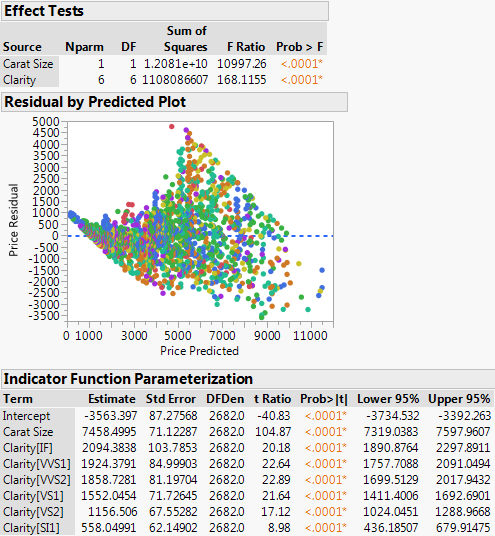 Effect Tests
Sum of
Source Nparm DF Squares F Ratio Prob > F
Carat Size 1 1 1.2081e+10 10997.26 <.0001*
Clarity 6 6 1108086607 168.1155 <.0001*
Residual by Predicted Plot
5000
4500
4000
3500
3000
2500
2000
1500
1000
500
0
-500
-1000
-1500
-2000
-2500
-3000
-3500
Price Residual
0 1000 3000 5000 7000 9000 11000
Price Predicted
Indicator Function Parameterization
Term Estimate Std Error DFDen t Ratio Prob>|t| Lower 95% Upper 95%
Intercept -3563.397 87.27568 2682.0 -40.83 <.0001* -3734.532 -3392.263
Carat Size 7458.4995 71.12287 2682.0 104.87 <.0001* 7319.0383 7597.9607
Clarity[IF] 2094.3838 103.7853 2682.0 20.18 <.0001* 1890.8764 2297.8911
Clarity[VVS1] 1924.3791 84.99903 2682.0 22.64 <.0001* 1757.7088 2091.0494
Clarity[VVS2] 1858.7281 81.19704 2682.0 22.89 <.0001* 1699.5129 2017.9432
Clarity[VS1] 1552.0454 71.72645 2682.0 21.64 <.0001* 1411.4006 1692.6901
Clarity[VS2] 1156.506 67.55282 2682.0 17.12 <.0001* 1024.0451 1288.9668
Clarity[SI1] 558.04991 62.14902 2682.0 8.98 <.0001* 436.18507 679.91475